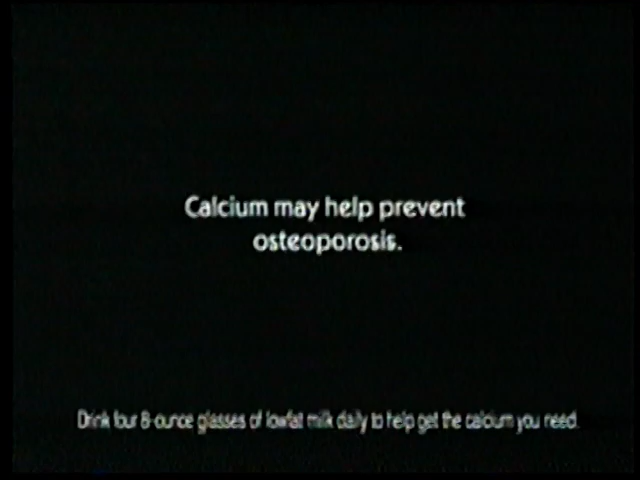 Calcium may help prevent
osteoporosis.
Drink four 8-ounce glasses of lowfat milk daily to help get the calcium you need.